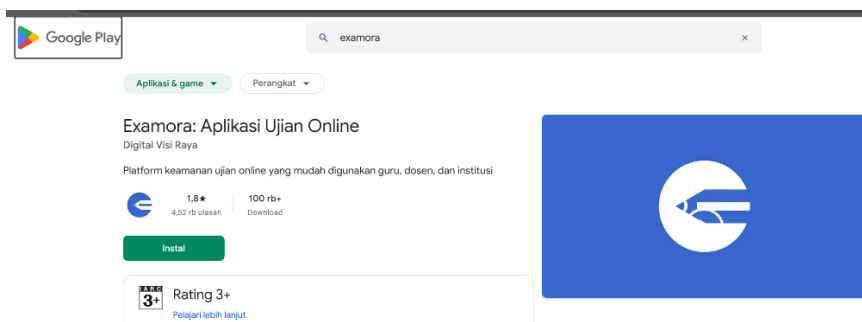 Google Play
examora
Aplikasi & game
Perangkat
Examora: Aplikasi Ujian Online
Digital Visi Raya
Platform keamanan ujian online yang mudah digunakan guru, dosen, dan institusi
1,8★
100 rb+
4,52 rb ulasan
Download
Instal
IARC
3+
Rating 3+
Pelajari lebih lanjut